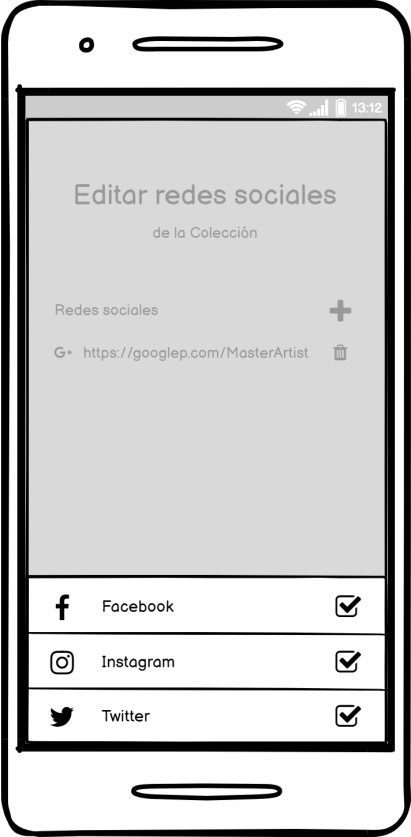 13:12
Editar redes sociales
de la Colección
Redes sociales
G+ https://googlep.com/MasterArtist
Facebook
Instagram
Twitter